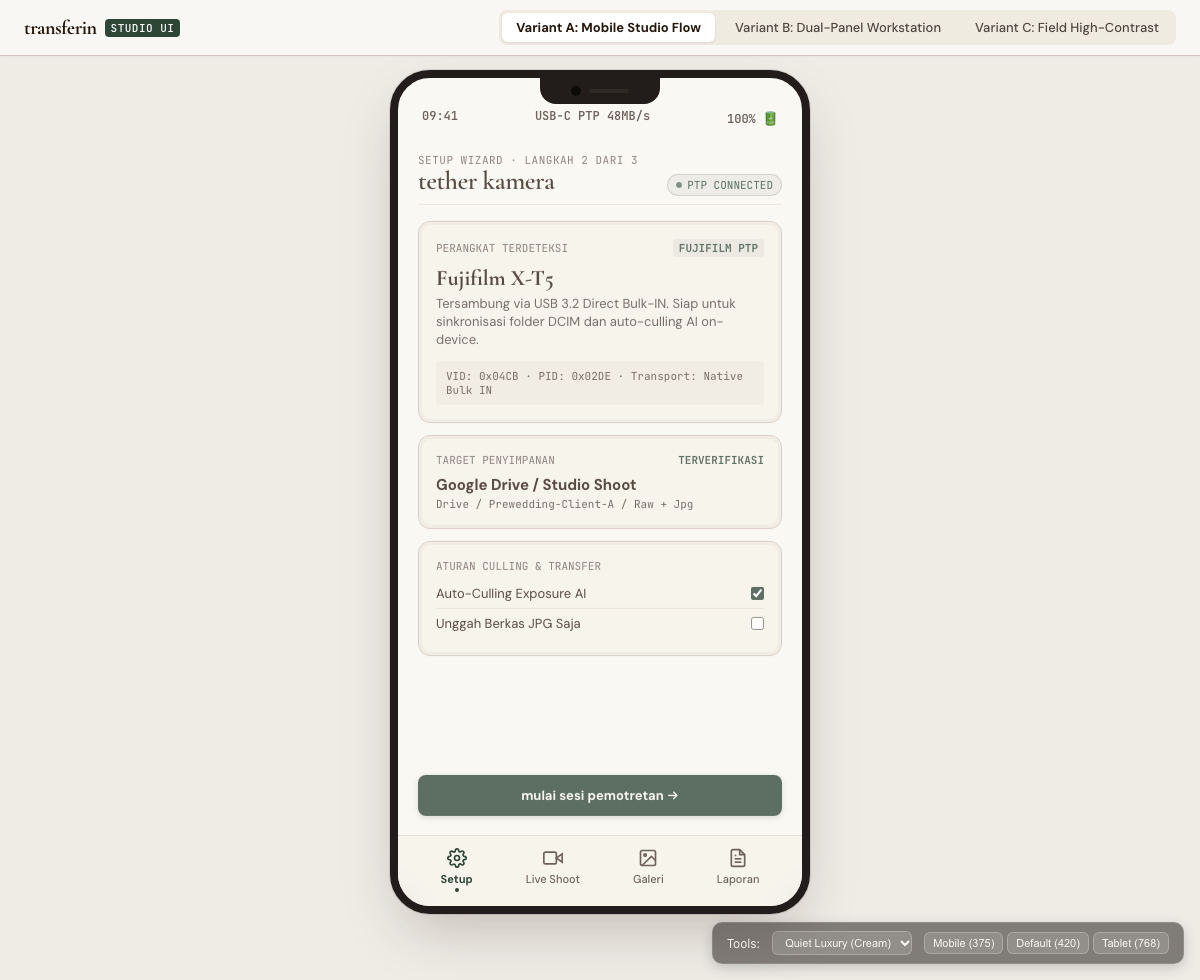 transferin STUDIO UI
Variant A: Mobile Studio Flow Variant B: Dual-Panel Workstation Variant C: Field High-Contrast
09:41 USB-C PTP 48MB/s 100%
SETUP WIZARD · LANGKAH 2 DARI 3
tether kamera PTP CONNECTED
PERANGKAT TERDETEKSI FUJIFILM PTP
Fujifilm X-T5
Tersambung via USB 3.2 Direct Bulk-IN. Siap untuk
sinkronisasi folder DCIM dan auto-culling AI on-
device.
VID: 0x04CB · PID: 0x02DE · Transport: Native
Bulk IN
TARGET PENYIMPANAN TERVERIFIKASI
Google Drive / Studio Shoot
Drive / Prewedding-Client-A / Raw + Jpg
ATURAN CULLING & TRANSFER
Auto-Culling Exposure AI
Unggah Berkas JPG Saja
mulai sesi pemotretan →
Setup Live Shoot Galeri Laporan
Tools: Quiet Luxury (Cream) Mobile (375) Default (420) Tablet (768)